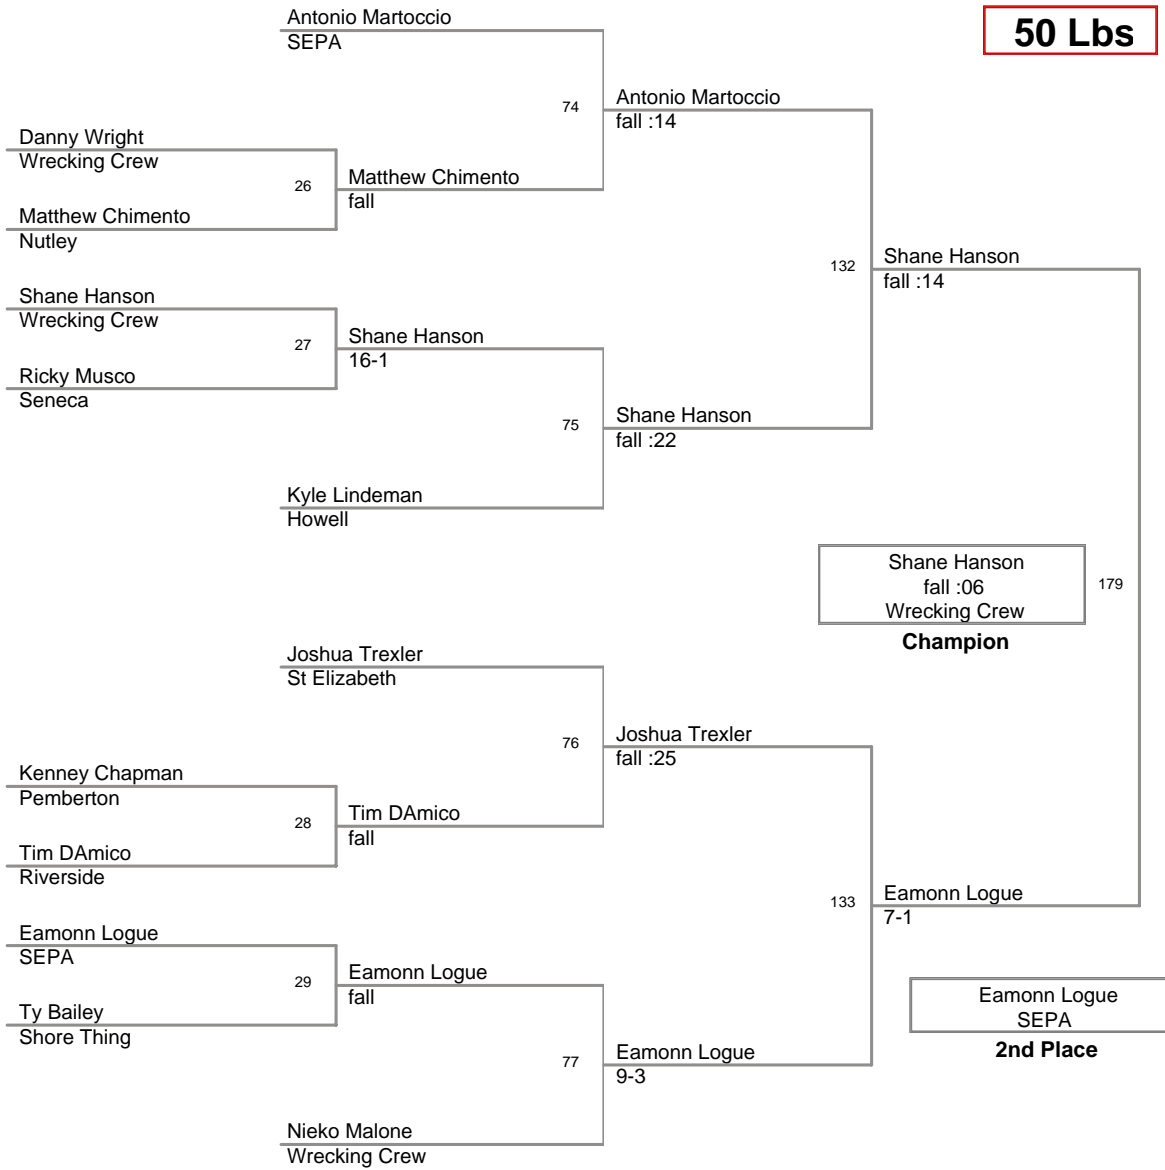 Antonio Martoccio
SEPA
50 Lbs
74
Antonio Martoccio
fall :14
Danny Wright
Wrecking Crew
26
Matthew Chimento
fall
Matthew Chimento
Nutley
132
Shane Hanson
fall :14
Shane Hanson
Wrecking Crew
27
Shane Hanson
16-1
Ricky Musco
Seneca
75
Shane Hanson
fall :22
Kyle Lindeman
Howell
Shane Hanson
fall :06
Wrecking Crew
179
Champion
Joshua Trexler
St Elizabeth
76
Joshua Trexler
fall :25
Kenney Chapman
Pemberton
28
Tim DAmico
fall
Tim DAmico
Riverside
133
Eamonn Logue
7-1
Eamonn Logue
SEPA
29
Eamonn Logue
fall
Ty Bailey
Shore Thing
Eamonn Logue
SEPA
2nd Place
77
Eamonn Logue
9-3
Nieko Malone
Wrecking Crew